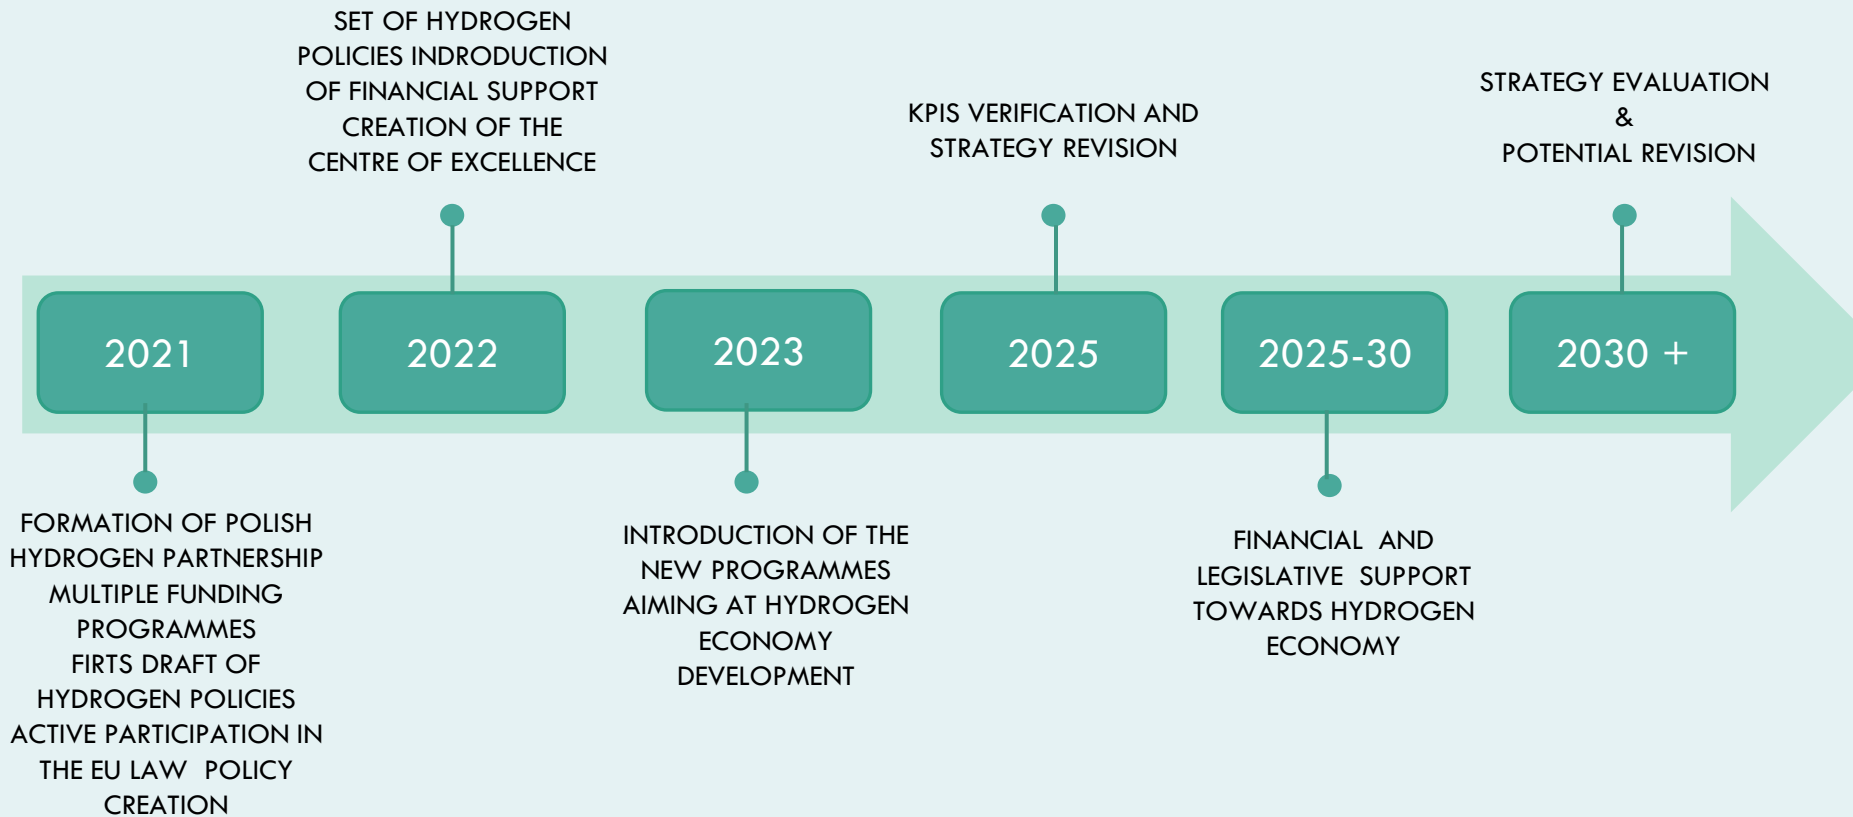 SET OF HYDROGEN
POLICIES INDRODUCTION
OF FINANCIAL SUPPORT
CREATION OF THE
CENTRE OF EXCELLENCE
KPIS VERIFICATION AND
STRATEGY REVISION
STRATEGY EVALUATION
&
POTENTIAL REVISION
2021
2022
2023
2025
2025-30
2030 +
FORMATION OF POLISH
HYDROGEN PARTNERSHIP
MULTIPLE FUNDING
PROGRAMMES
FIRTS DRAFT OF
HYDROGEN POLICIES
ACTIVE PARTICIPATION IN
THE EU LAW POLICY
CREATION
INTRODUCTION OF THE
NEW PROGRAMMES
AIMING AT HYDROGEN
ECONOMY
DEVELOPMENT
FINANCIAL AND
LEGISLATIVE SUPPORT
TOWARDS HYDROGEN
ECONOMY